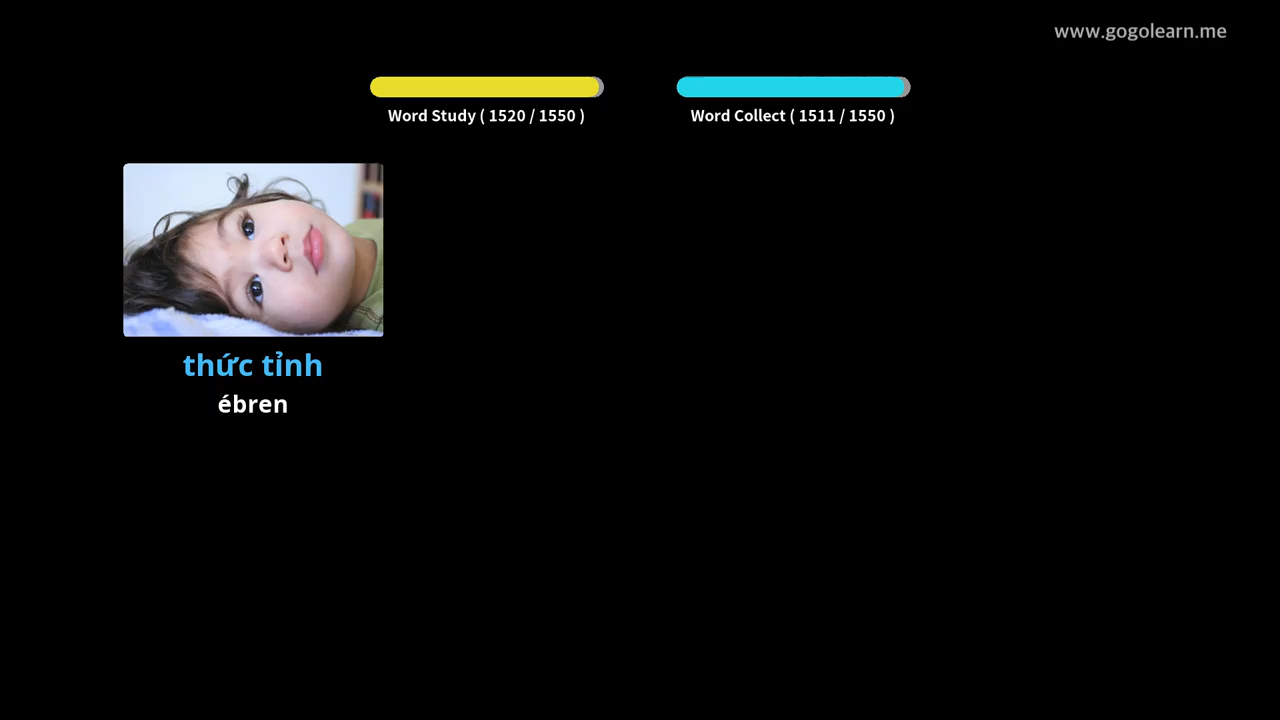 www.gogolearn.me
Word Study ( 1520 / 1550 )
Word Collect ( 1511 / 1550 )
thức tỉnh
ébren